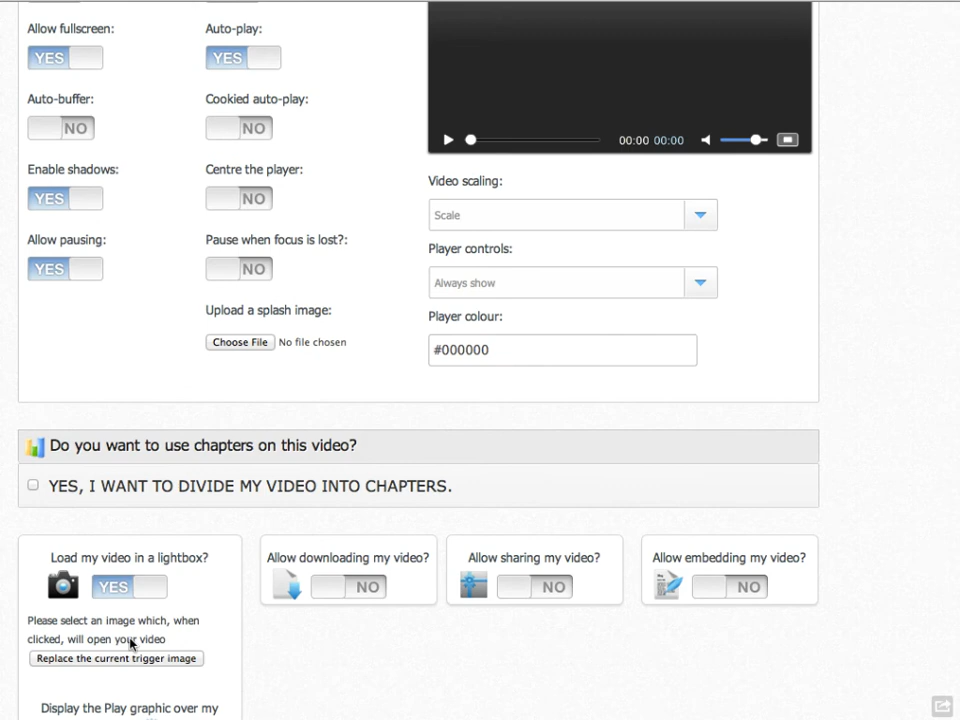 Allow fullscreen:
YES
Auto-play:
YES
Auto-buffer:
NO
Cookied auto-play:
NO
Enable shadows:
YES
Centre the player:
NO
Allow pausing:
YES
Pause when focus is lost?:
NO
Upload a splash image:
Choose File No file chosen
00:00 00:00
Video scaling:
Scale
Player controls:
Always show
Player colour:
#000000
Do you want to use chapters on this video?
YES, I WANT TO DIVIDE MY VIDEO INTO CHAPTERS.
Load my video in a lightbox?
YES
Please select an image which, when
clicked, will open your video
Replace the current trigger image
Display the Play graphic over my
Allow downloading my video?
NO
Allow sharing my video?
NO
Allow embedding my video?
NO